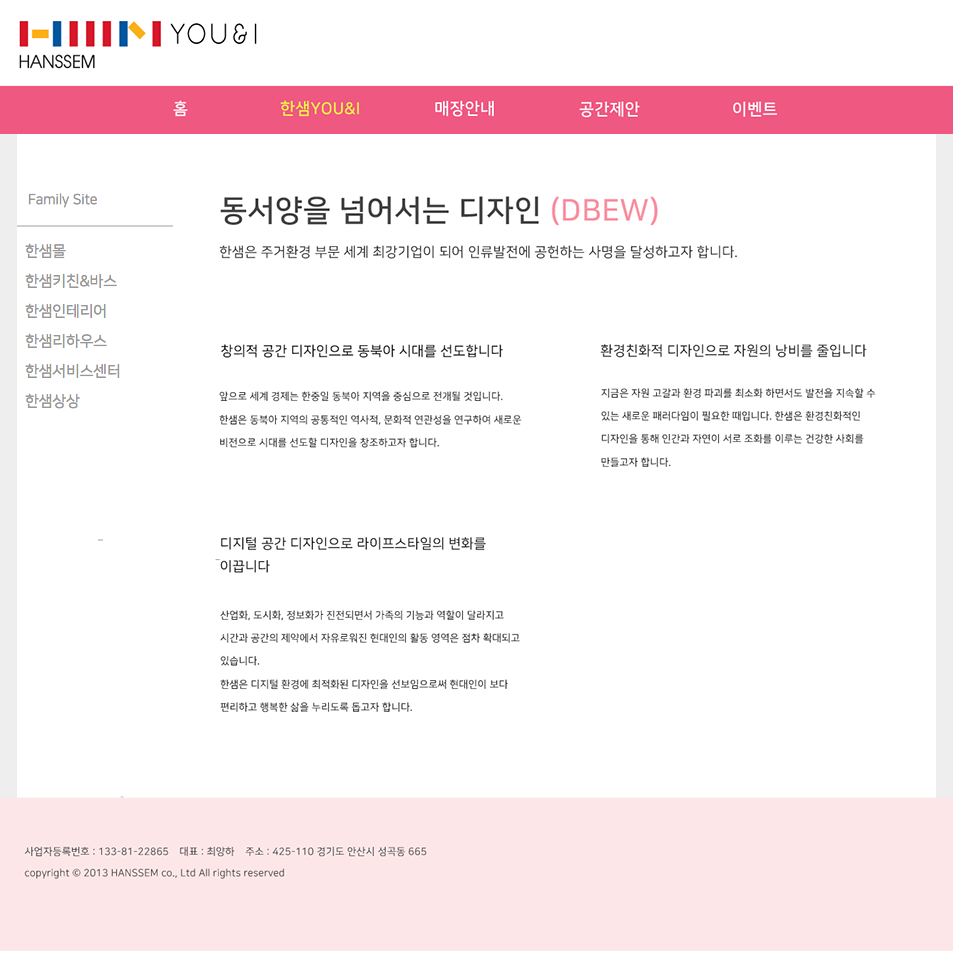 YOU&I
HANSSEM
홈 한샘YOU&I 매장안내 공간제안 이벤트
Family Site
한샘몰
한샘키친&바스
한샘인테리어
한샘리하우스
한샘서비스센터
한샘상상
동서양을 넘어서는 디자인 (DBEW)
한샘은 주거환경 부문 세계 최강기업이 되어 인류발전에 공헌하는 사명을 달성하고자 합니다.
창의적 공간 디자인으로 동북아 시대를 선도합니다
앞으로 세계 경제는 한중일 동북아 지역을 중심으로 전개될 것입니다.
한샘은 동북아 지역의 공통적인 역사적, 문화적 연관성을 연구하여 새로운
비전으로 시대를 선도할 디자인을 창조하고자 합니다.
환경친화적 디자인으로 자원의 낭비를 줄입니다
지금은 자원 고갈과 환경 파괴를 최소화 하면서도 발전을 지속할 수
있는 새로운 패러다임이 필요한 때입니다. 한샘은 환경친화적인
디자인을 통해 인간과 자연이 서로 조화를 이루는 건강한 사회를
만들고자 합니다.
디지털 공간 디자인으로 라이프스타일의 변화를
이끕니다
산업화, 도시화, 정보화가 진전되면서 가족의 기능과 역할이 달라지고
시간과 공간의 제약에서 자유로워진 현대인의 활동 영역은 점차 확대되고
있습니다.
한샘은 디지털 환경에 최적화된 디자인을 선보임으로써 현대인이 보다
편리하고 행복한 삶을 누리도록 돕고자 합니다.
사업자등록번호 : 133-81-22865 대표 : 최양하 주소 : 425-110 경기도 안산시 성곡동 665
copyright © 2013 HANSSEM co., Ltd All rights reserved